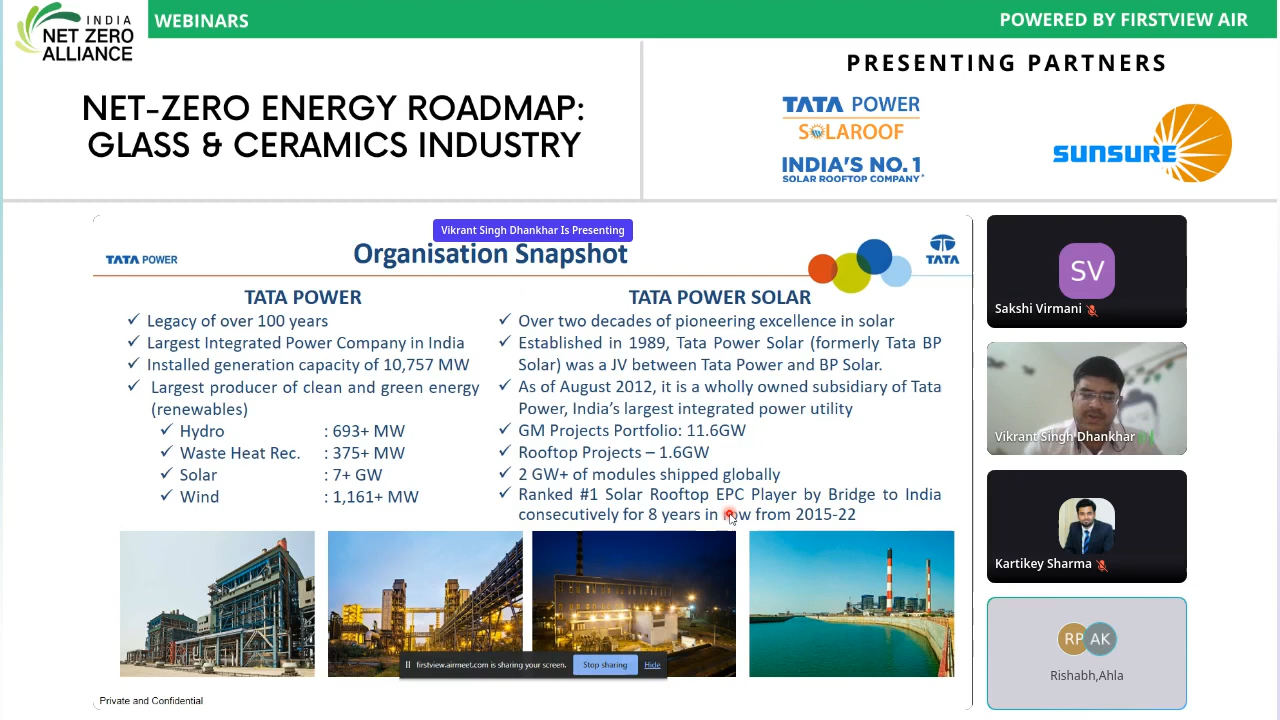 INDIA
NET ZERO
ALLIANCE
WEBINARS
POWERED BY FIRSTVIEW AIR
NET-ZERO ENERGY ROADMAP:
GLASS & CERAMICS INDUSTRY
PRESENTING PARTNERS
TATA POWER
SOLAROOF
INDIA'S NO. 1
SOLAR ROOFTOP COMPANY*
SUNSURE
Vikrant Singh Dhankhar Is Presenting
TATA POWER
Organisation Snapshot
TATA
TATA POWER
✓ Legacy of over 100 years
✓ Largest Integrated Power Company in India
✓ Installed generation capacity of 10,757 MW
✓ Largest producer of clean and green energy
(renewables)
✓ Hydro : 693+ MW
✓ Waste Heat Rec. : 375+ MW
✓ Solar : 7+ GW
✓ Wind : 1,161+ MW
TATA POWER SOLAR
✓ Over two decades of pioneering excellence in solar
✓ Established in 1989, Tata Power Solar (formerly Tata BP
Solar) was a JV between Tata Power and BP Solar.
✓ As of August 2012, it is a wholly owned subsidiary of Tata
Power, India's largest integrated power utility
✓ GM Projects Portfolio: 11.6GW
✓ Rooftop Projects – 1.6GW
✓ 2 GW+ of modules shipped globally
✓ Ranked #1 Solar Rooftop EPC Player by Bridge to India
consecutively for 8 years in row from 2015-22
firstview.airmeet.com is sharing your screen.
Stop sharing
Hide
Private and Confidential
SV
Sakshi Virmani
Vikrant Singh Dhankhar
Kartikey Sharma
RP AK
Rishabh,Ahla